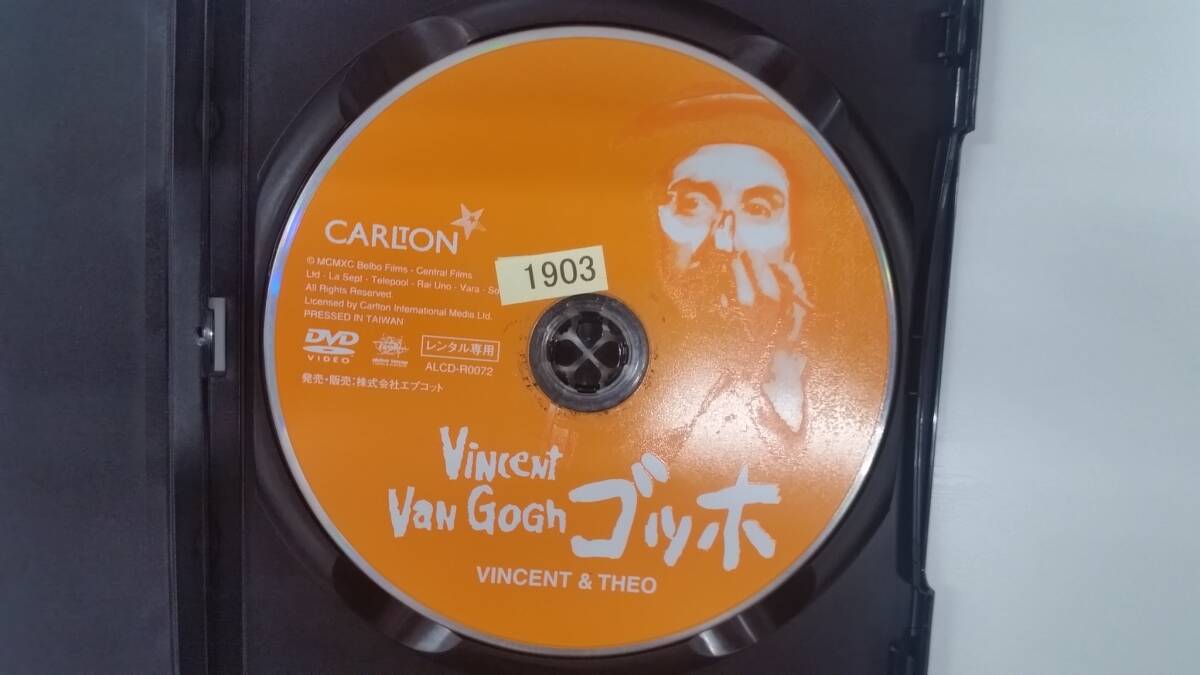 CARLTON
1903
© MCMXC Belbo Films - Central Films
Ltd - La Sept - Telepool - Rai Uno - Vara - So
All Rights Reserved.
Licensed by Carlton International Media Ltd.
PRESSED IN TAIWAN
DVD
VIDEO
レンタル専用
ALCD-R0072
発売・販売:株式会社エプコット
Vincent
Van Gogh ゴッホ
VINCENT & THEO